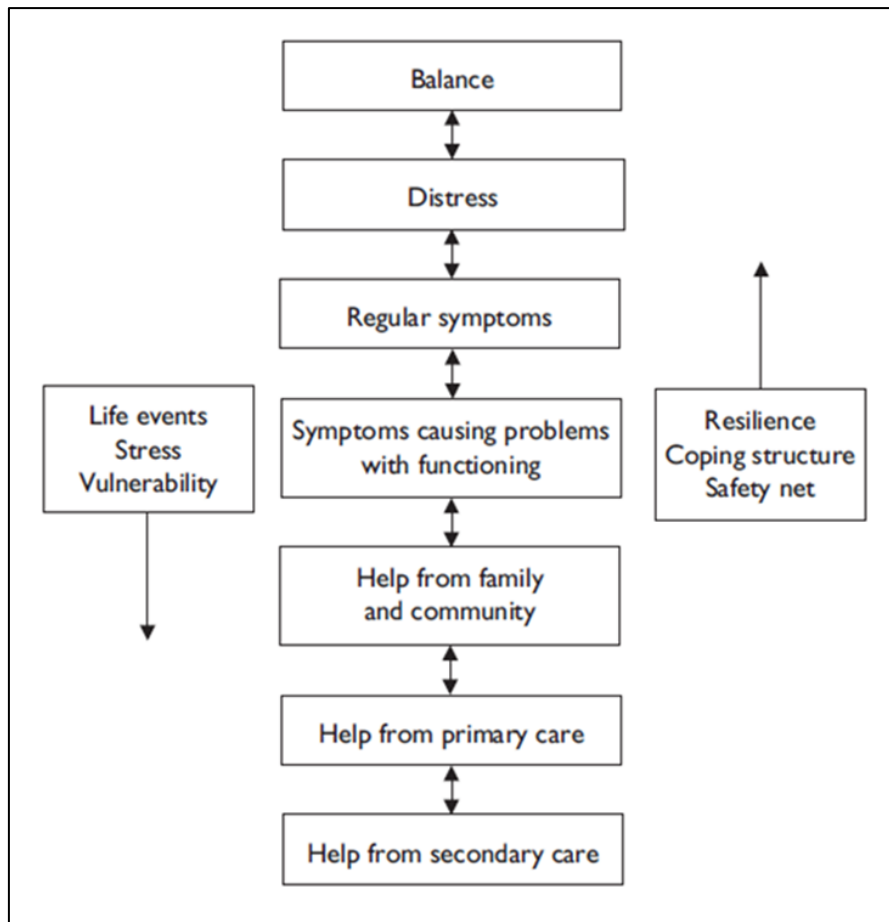 Balance
Distress
Regular symptoms
Life events
Stress
Vulnerability
Symptoms causing problems
with functioning
Resilience
Coping structure
Safety net
Help from family
and community
Help from primary care
Help from secondary care